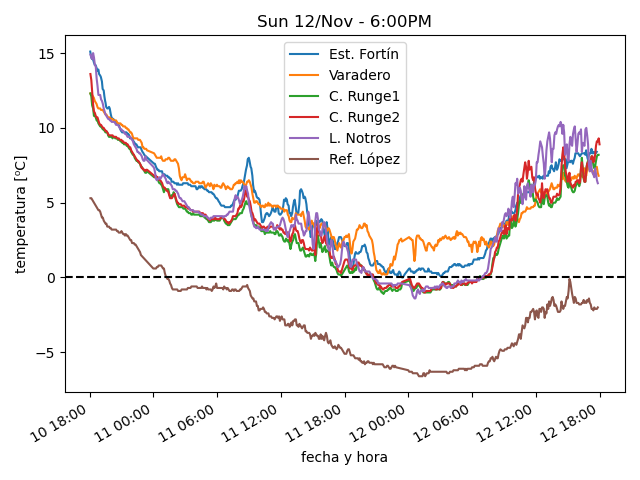 Sun 12/Nov - 6:00PM
Est. Fortín
Varadero
C. Runge1
C. Runge2
L. Notros
Ref. López
temperatura [ºC]
15
10
5
0
−5
10 18:00
11 00:00
11 06:00
11 12:00
11 18:00
12 00:00
12 06:00
12 12:00
12 18:00
fecha y hora